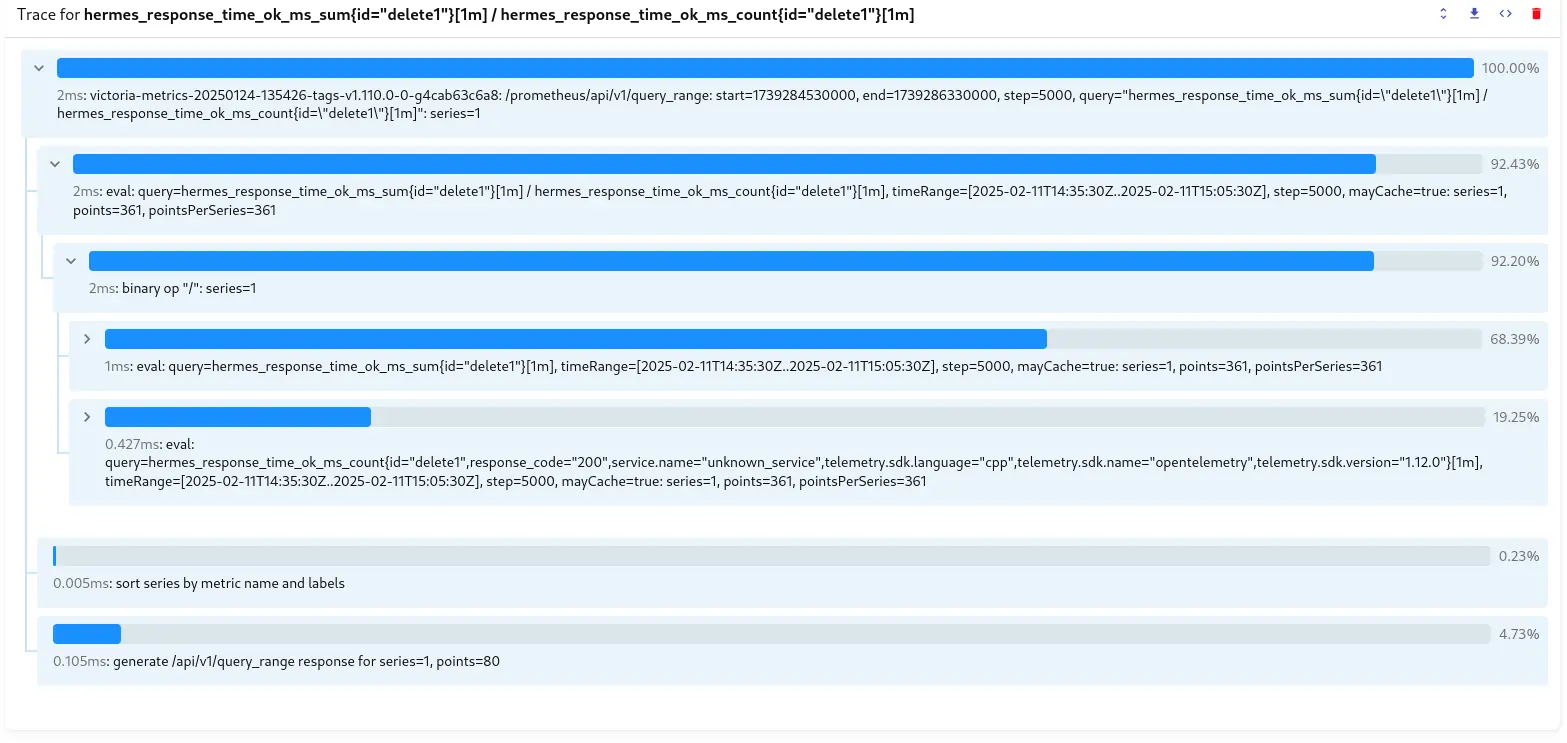 Trace for hermes_response_time_ok_ms_sum{id="delete1"}[1m] / hermes_response_time_ok_ms_count{id="delete1"}[1m]
100.00%
2ms: victoria-metrics-20250124-135426-tags-v1.110.0-0-g4cab63c6a8: /prometheus/api/v1/query_range: start=1739284530000, end=1739286330000, step=5000, query="hermes_response_time_ok_ms_sum{id=\"delete1\"}[1m] /
hermes_response_time_ok_ms_count{id=\"delete1\"}[1m]": series=1
92.43%
2ms: eval: query=hermes_response_time_ok_ms_sum{id="delete1"}[1m] / hermes_response_time_ok_ms_count{id="delete1"}[1m], timeRange=[2025-02-11T14:35:30Z..2025-02-11T15:05:30Z], step=5000, mayCache=true: series=1,
points=361, pointsPerSeries=361
92.20%
2ms: binary op "/": series=1
68.39%
1ms: eval: query=hermes_response_time_ok_ms_sum{id="delete1"}[1m], timeRange=[2025-02-11T14:35:30Z..2025-02-11T15:05:30Z], step=5000, mayCache=true: series=1, points=361, pointsPerSeries=361
19.25%
0.427ms: eval:
query=hermes_response_time_ok_ms_count{id="delete1",response_code="200",service.name="unknown_service",telemetry.sdk.language="cpp",telemetry.sdk.name="opentelemetry",telemetry.sdk.version="1.12.0"}[1m],
timeRange=[2025-02-11T14:35:30Z..2025-02-11T15:05:30Z], step=5000, mayCache=true: series=1, points=361, pointsPerSeries=361
0.23%
0.005ms: sort series by metric name and labels
4.73%
0.105ms: generate /api/v1/query_range response for series=1, points=80